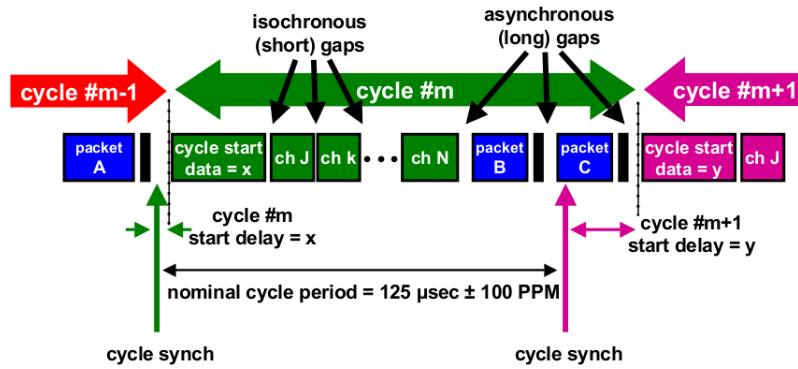 isochronous
(short) gaps
asynchronous
(long) gaps
cycle #m-1
cycle #m
cycle #m+1
packet
A
cycle start
data = x
ch J
ch k
ch N
packet
B
packet
C
cycle start
data = y
ch J
cycle #m
start delay = x
cycle #m+1
start delay = y
nominal cycle period = 125 µsec ± 100 PPM
cycle synch
cycle synch